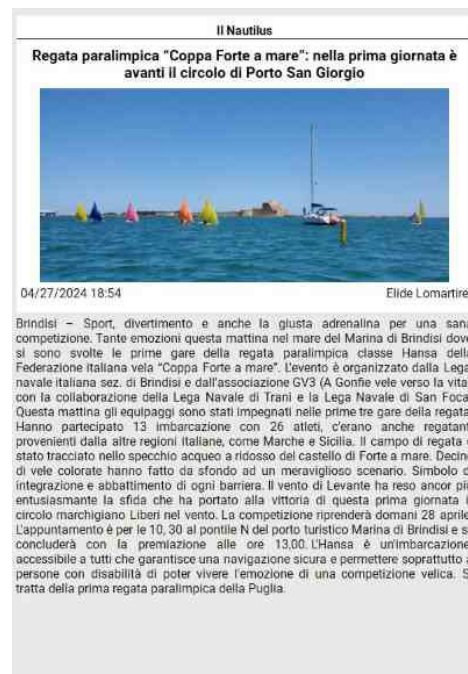 Il Nautilus
Regata paralimpica “Coppa Forte a mare”: nella prima giornata è
avanti il circolo di Porto San Giorgio
04/27/2024 18:54
Elide Lomartire
Brindisi – Sport, divertimento e anche la giusta adrenalina per una sana
competizione. Tante emozioni questa mattina nel mare del Marina di Brindisi dove
si sono svolte le prime gare della regata paralimpica classe Hansa della
Federazione italiana vela “Coppa Forte a mare”. L'evento è organizzato dalla Lega
navale italiana sez. di Brindisi e dall'associazione GV3 (A Gonfie vele verso la vita)
con la collaborazione della Lega Navale di Trani e la Lega Navale di San Foca.
Questa mattina gli equipaggi sono stati impegnati nelle prime tre gare della regata.
Hanno partecipato 13 imbarcazione con 26 atleti, c'erano anche regatanti
provenienti dalla altre regioni italiane, come Marche e Sicilia. Il campo di regata è
stato tracciato nello specchio acqueo a ridosso del castello di Forte a mare. Decine
di vele colorate hanno fatto da sfondo ad un meraviglioso scenario. Simbolo di
integrazione e abbattimento di ogni barriera. Il vento di Levante ha reso ancor più
entusiasmante la sfida che ha portato alla vittoria di questa prima giornata il
circolo marchigiano Liberi nel vento. La competizione riprenderà domani 28 aprile.
L'appuntamento è per le 10, 30 al pontile N del porto turistico Marina di Brindisi e si
concluderà con la premiazione alle ore 13,00. L'Hansa è un'imbarcazione
accessibile a tutti che garantisce una navigazione sicura e permettere soprattutto a
persone con disabilità di poter vivere l'emozione di una competizione velica. Si
tratta della prima regata paralimpica della Puglia.